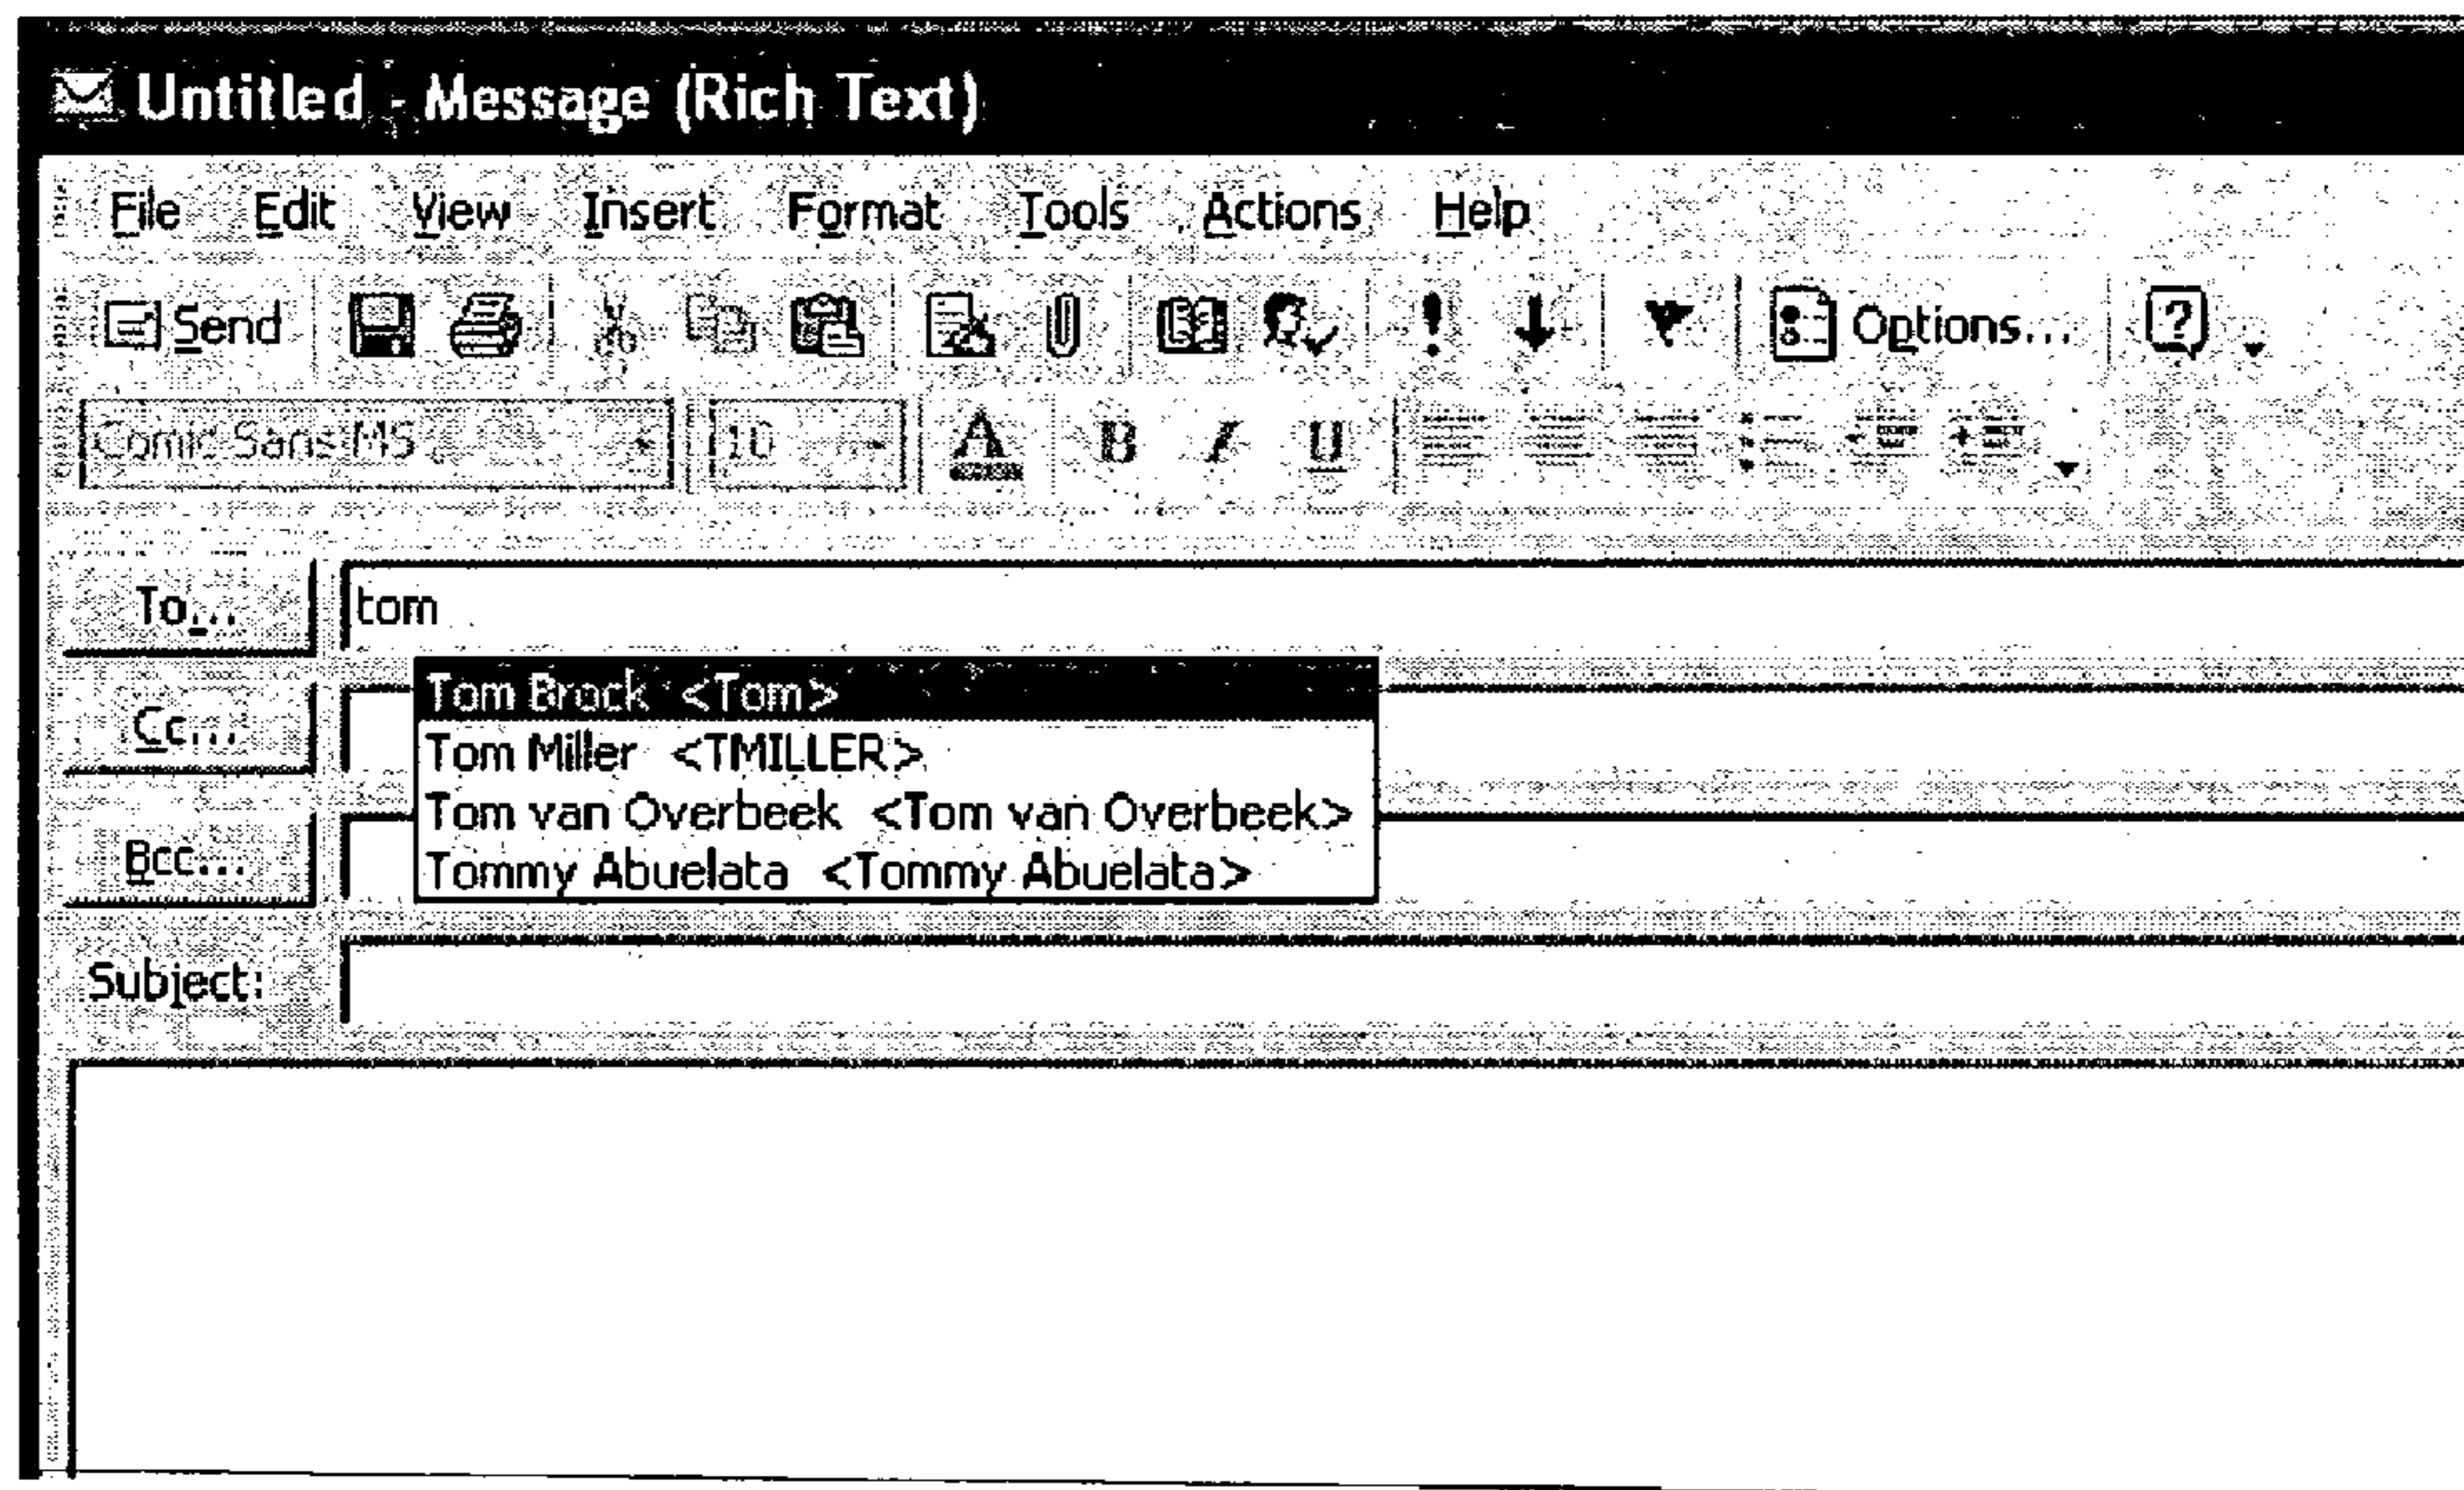 Untitled - Message (Rich Text)
File Edit View Insert Format Tools Actions Help
Send Options...
Comic Sans MS 10 A B I U
To... tom
Tom Brock <Tom>
Cc...
Tom Miller <TMILLER>
Tom van Overbeek <Tom van Overbeek>
Bcc...
Tommy Abuelata <Tommy Abuelata>
Subject: